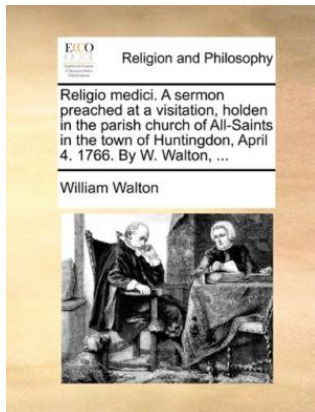 ECCO
Religion and Philosophy
Religio medici. A sermon
preached at a visitation, holden
in the parish church of All-Saints
in the town of Huntingdon, April
4. 1766. By W. Walton, ...
William Walton